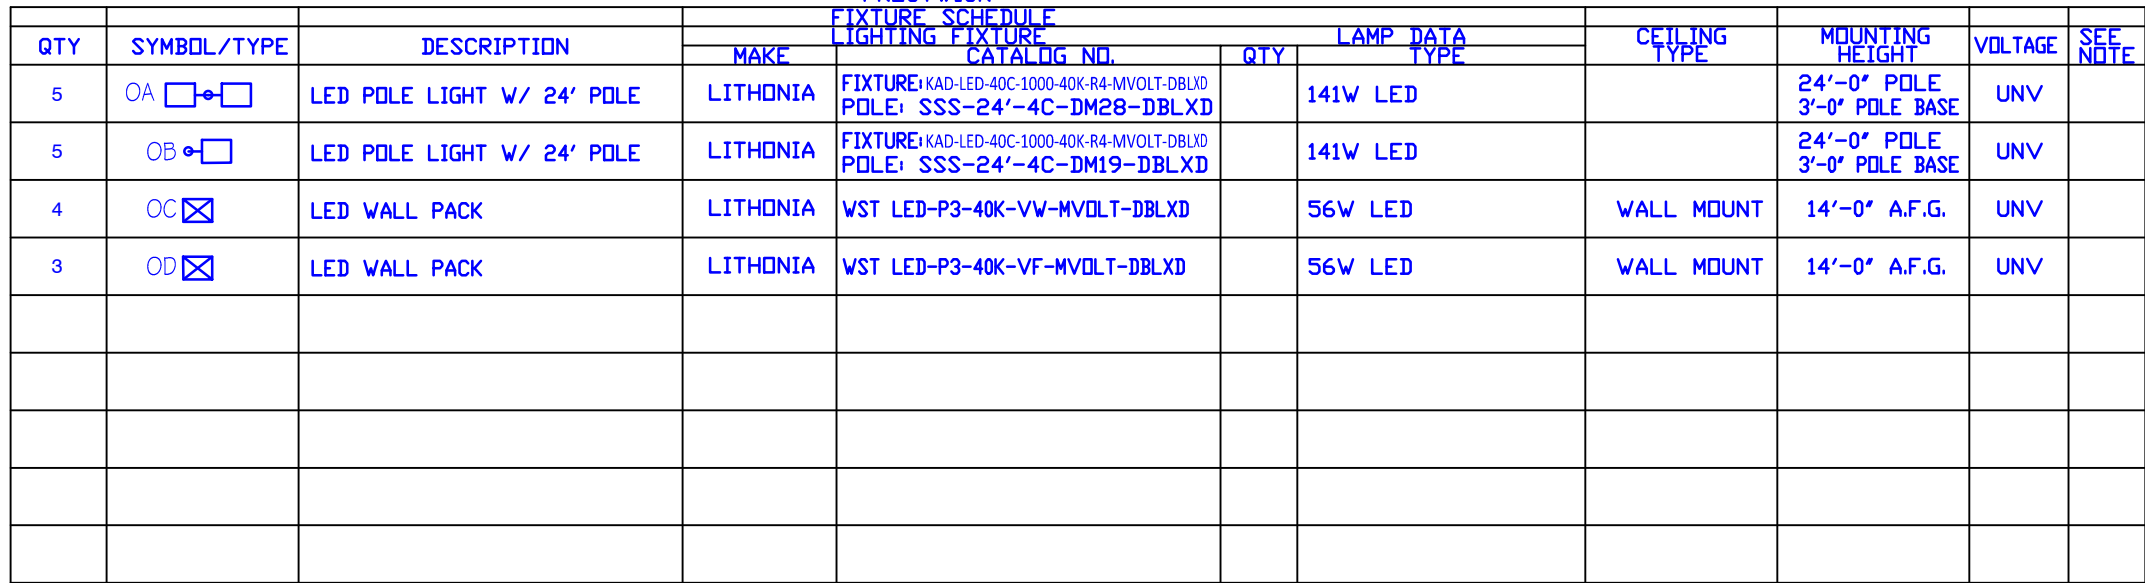 FIXTURE SCHEDULE
QTY SYMBOL/TYPE DESCRIPTION LIGHTING FIXTURE LAMP DATA CEILING TYPE MOUNTING HEIGHT VOLTAGE SEE NOTE
MAKE CATALOG NO. QTY TYPE
5 OA LED POLE LIGHT W/ 24' POLE LITHONIA FIXTURE: KAD-LED-40C-1000-40K-R4-MVOLT-DBLXD 141W LED 24'-0" POLE UNV
POLE: SSS-24'-4C-DM28-DBLXD 3'-0" POLE BASE
5 OB LED POLE LIGHT W/ 24' POLE LITHONIA FIXTURE: KAD-LED-40C-1000-40K-R4-MVOLT-DBLXD 141W LED 24'-0" POLE UNV
POLE: SSS-24'-4C-DM19-DBLXD 3'-0" POLE BASE
4 OC LED WALL PACK LITHONIA WST LED-P3-40K-VW-MVOLT-DBLXD 56W LED WALL MOUNT 14'-0" A.F.G. UNV
3 OD LED WALL PACK LITHONIA WST LED-P3-40K-VF-MVOLT-DBLXD 56W LED WALL MOUNT 14'-0" A.F.G. UNV